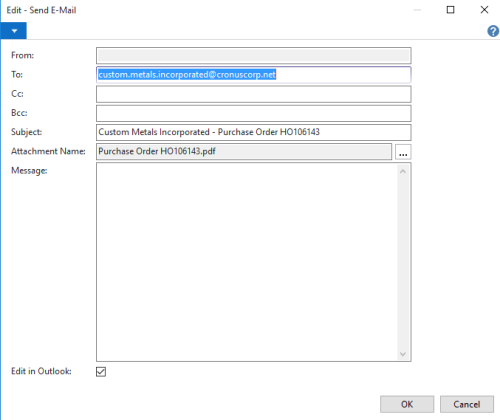 Edit - Send E-Mail
From:
To: custom.metals.incorporated@cronuscorp.net
Cc:
Bcc:
Subject: Custom Metals Incorporated - Purchase Order HO106143
Attachment Name: Purchase Order HO106143.pdf ...
Message:
Edit in Outlook:
OK Cancel